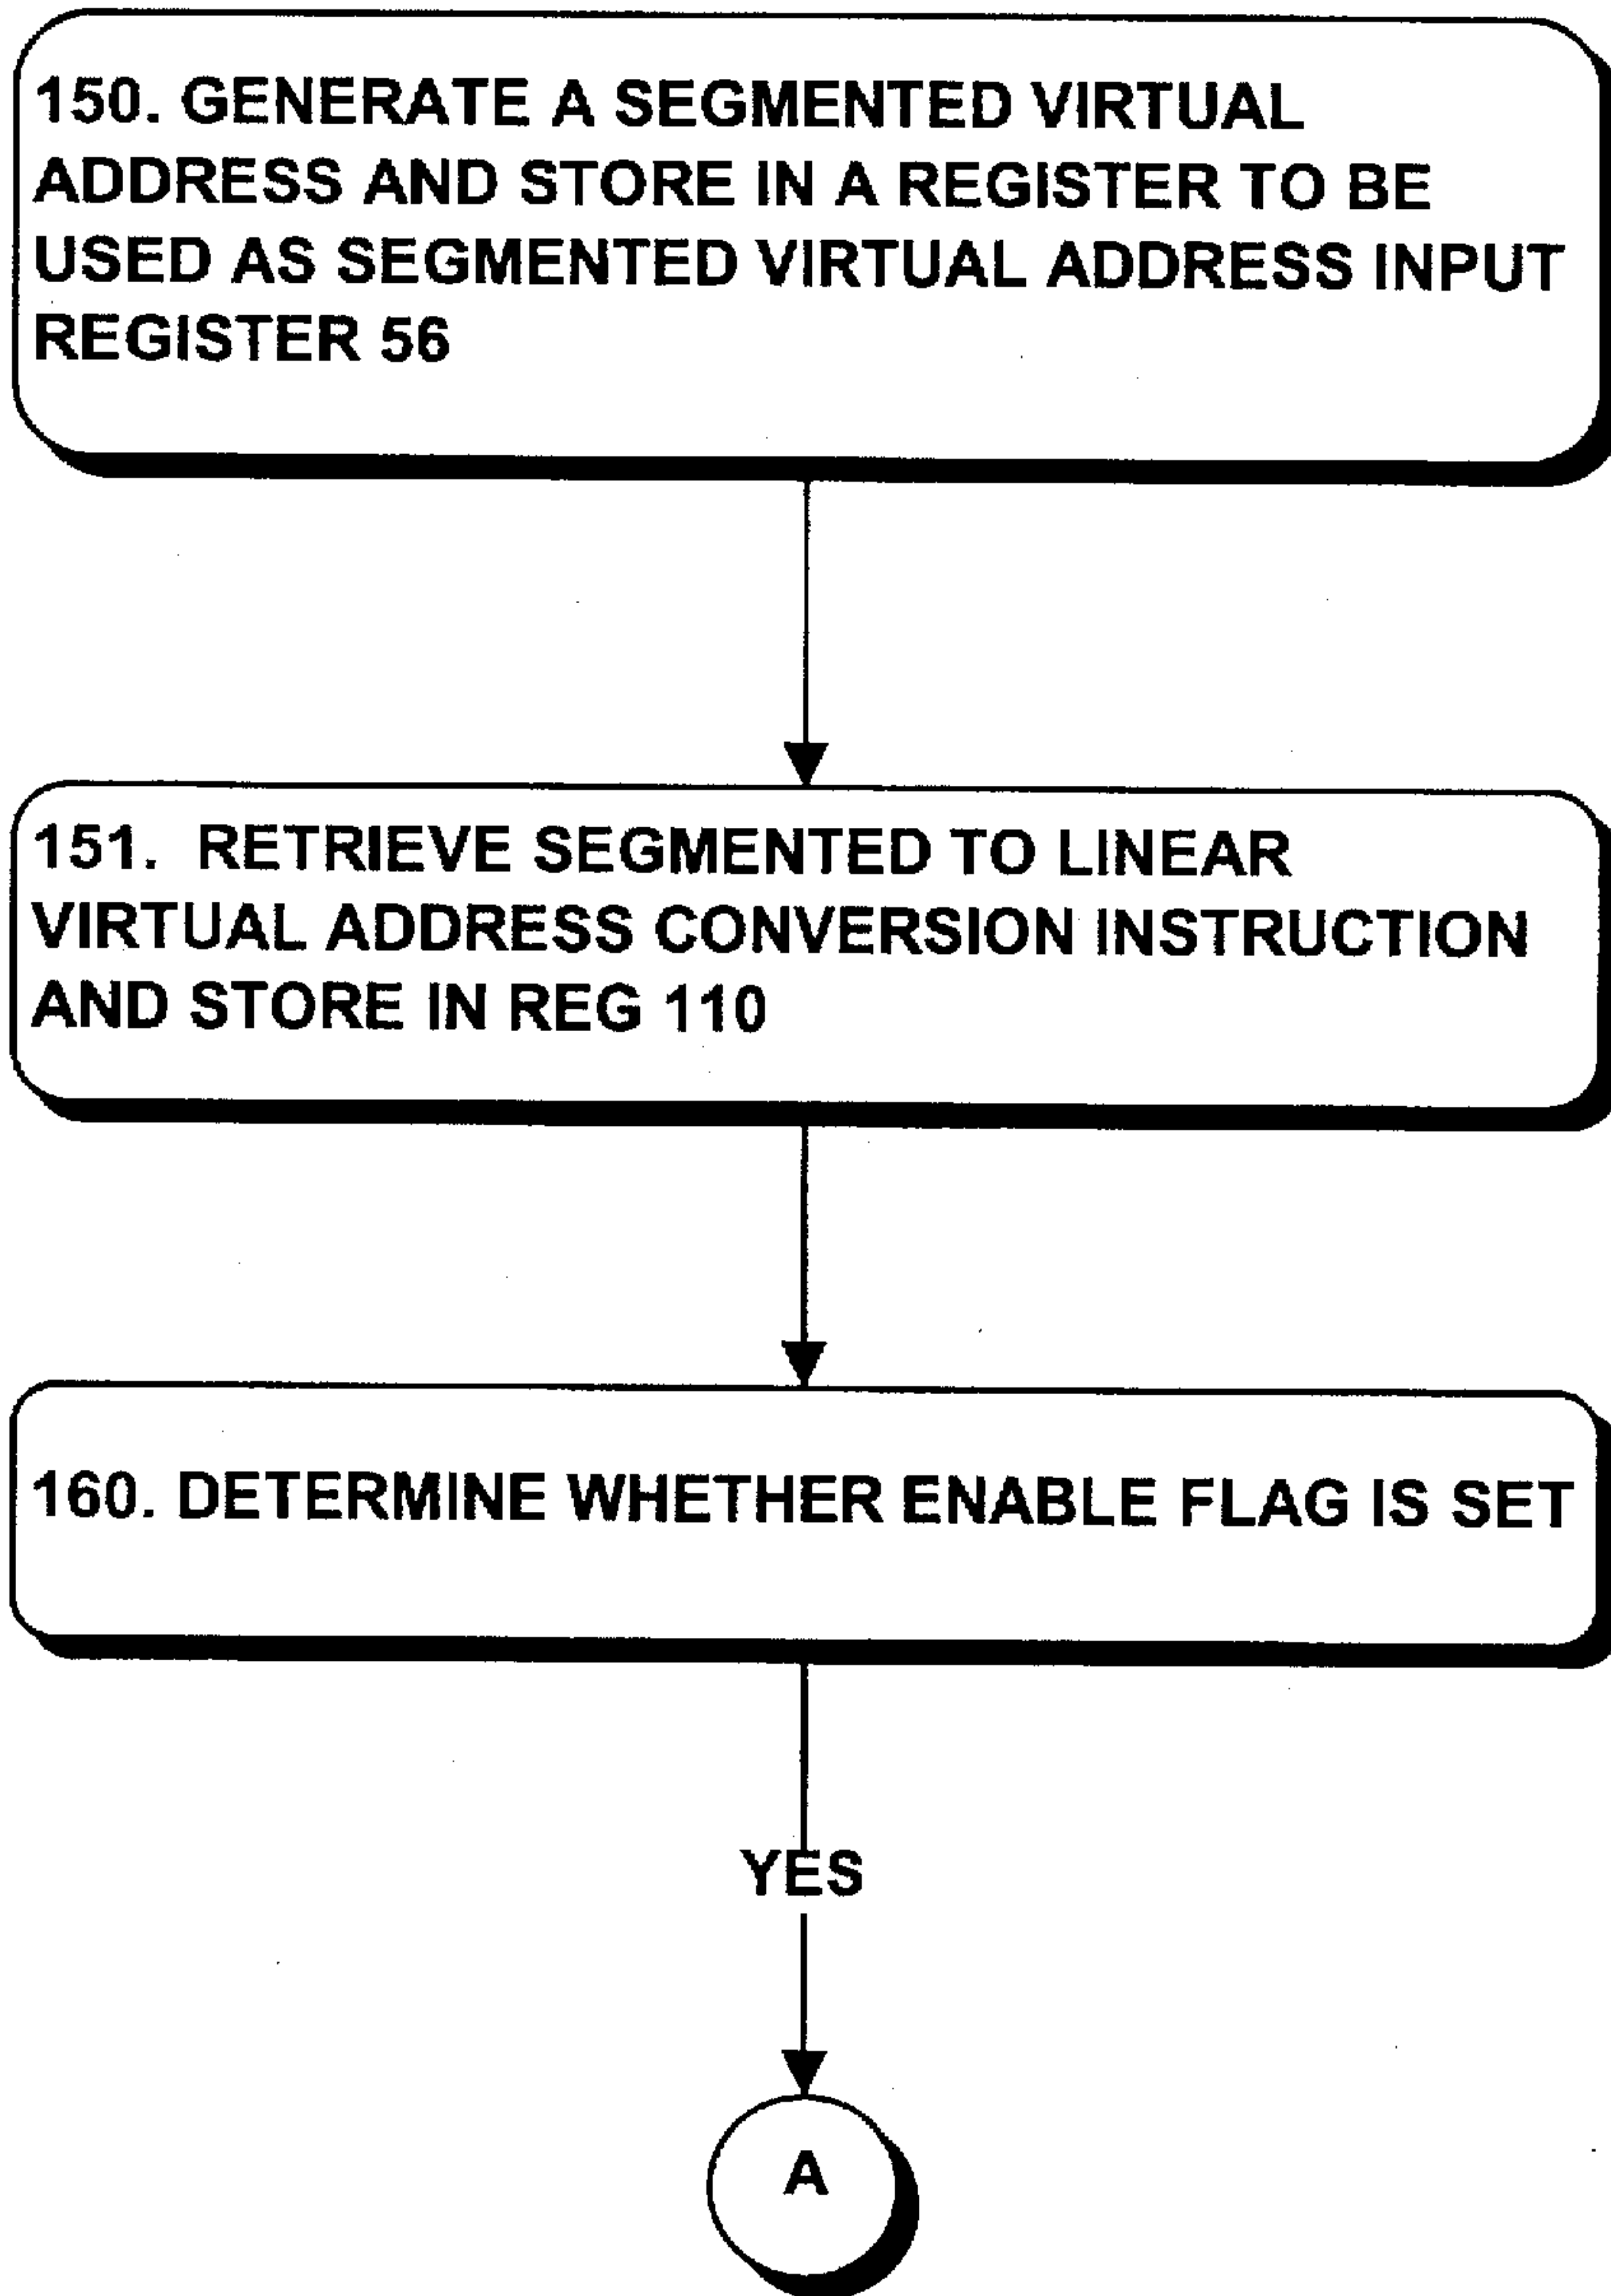 150. GENERATE A SEGMENTED VIRTUAL
ADDRESS AND STORE IN A REGISTER TO BE
USED AS SEGMENTED VIRTUAL ADDRESS INPUT
REGISTER 56
151. RETRIEVE SEGMENTED TO LINEAR
VIRTUAL ADDRESS CONVERSION INSTRUCTION
AND STORE IN REG 110
160. DETERMINE WHETHER ENABLE FLAG IS SET
YES
A